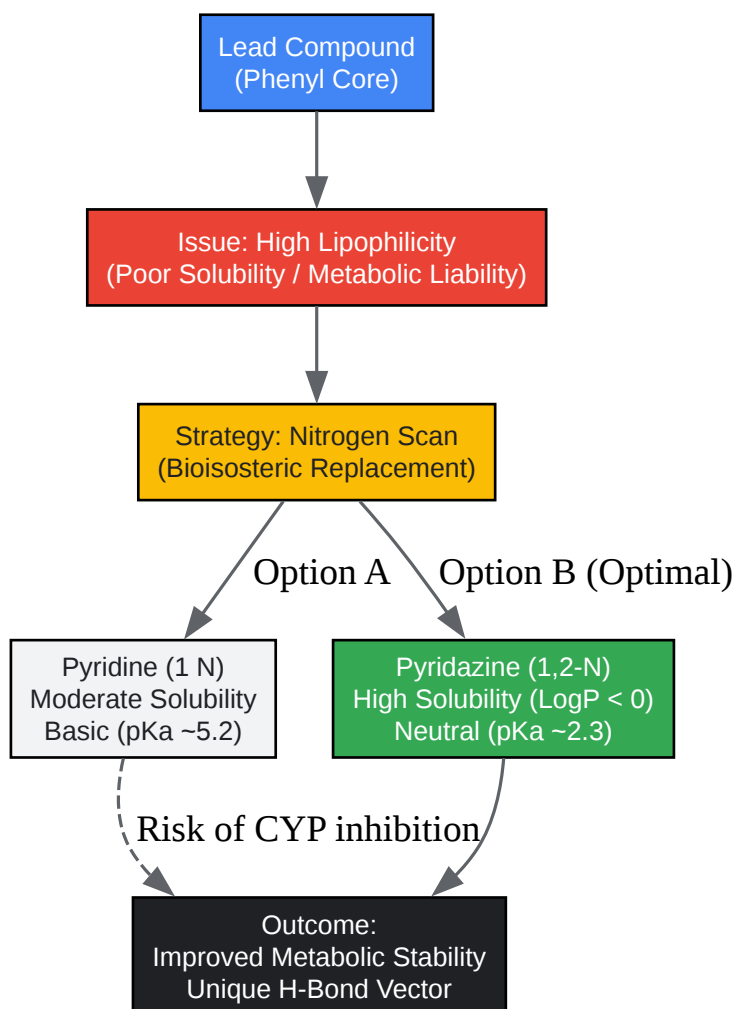 Lead Compound
(Phenyl Core)
Issue: High Lipophilicity
(Poor Solubility / Metabolic Liability)
Strategy: Nitrogen Scan
(Bioisosteric Replacement)
Option A
Option B (Optimal)
Pyridine (1 N)
Moderate Solubility
Basic (pKa ~5.2)
Pyridazine (1,2-N)
High Solubility (LogP < 0)
Neutral (pKa ~2.3)
Risk of CYP inhibition
Outcome:
Improved Metabolic Stability
Unique H-Bond Vector